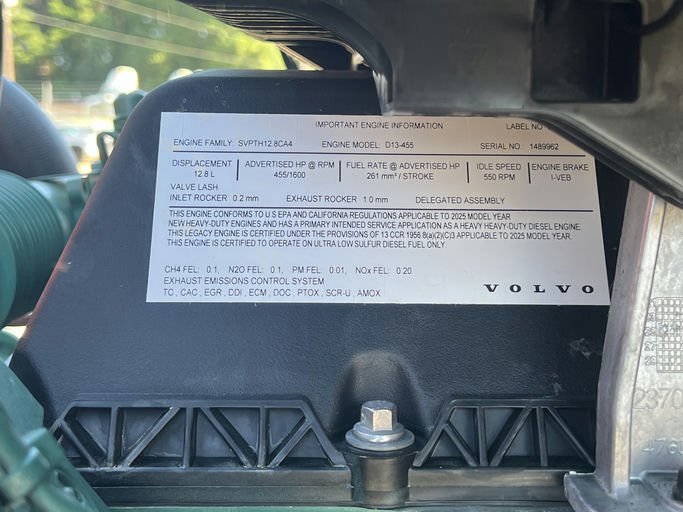 IMPORTANT ENGINE INFORMATION LABEL NO
ENGINE FAMILY: SVPTH12.8CA4 ENGINE MODEL: D13-455 SERIAL NO.: 1489962
DISPLACEMENT ADVERTISED HP @ RPM FUEL RATE @ ADVERTISED HP IDLE SPEED ENGINE BRAKE
12.8 L 455/1600 261 mm³ / STROKE 550 RPM I-VEB
VALVE LASH
INLET ROCKER 0.2 mm EXHAUST ROCKER 1.0 mm DELEGATED ASSEMBLY
THIS ENGINE CONFORMS TO U S EPA AND CALIFORNIA REGULATIONS APPLICABLE TO 2025 MODEL YEAR
NEW HEAVY-DUTY ENGINES AND HAS A PRIMARY INTENDED SERVICE APPLICATION AS A HEAVY HEAVY-DUTY DIESEL ENGINE.
THIS LEGACY ENGINE IS CERTIFIED UNDER THE PROVISIONS OF 13 CCR 1956 8(a)(2)(C)3 APPLICABLE TO 2025 MODEL YEAR.
THIS ENGINE IS CERTIFIED TO OPERATE ON ULTRA LOW SULFUR DIESEL FUEL ONLY.
CH4 FEL: 0.1, N2O FEL: 0.1, PM FEL: 0.01, NOx FEL: 0.20
EXHAUST EMISSIONS CONTROL SYSTEM
TC , CAC , EGR , DDI , ECM , DOC , PTOX , SCR-U , AMOX
VOLVO
2370